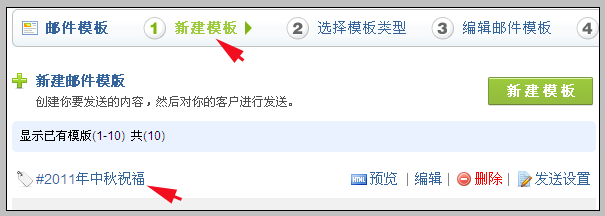 邮件模板 1 新建模板 2 选择模板类型 3 编辑邮件模板 4
新建邮件模版
创建你要发送的内容，然后对你的客户进行发送。
新建模板
显示已有模版(1-10) 共(10)
#2011年中秋祝福 HTML 预览 | 编辑 | 删除 | 发送设置